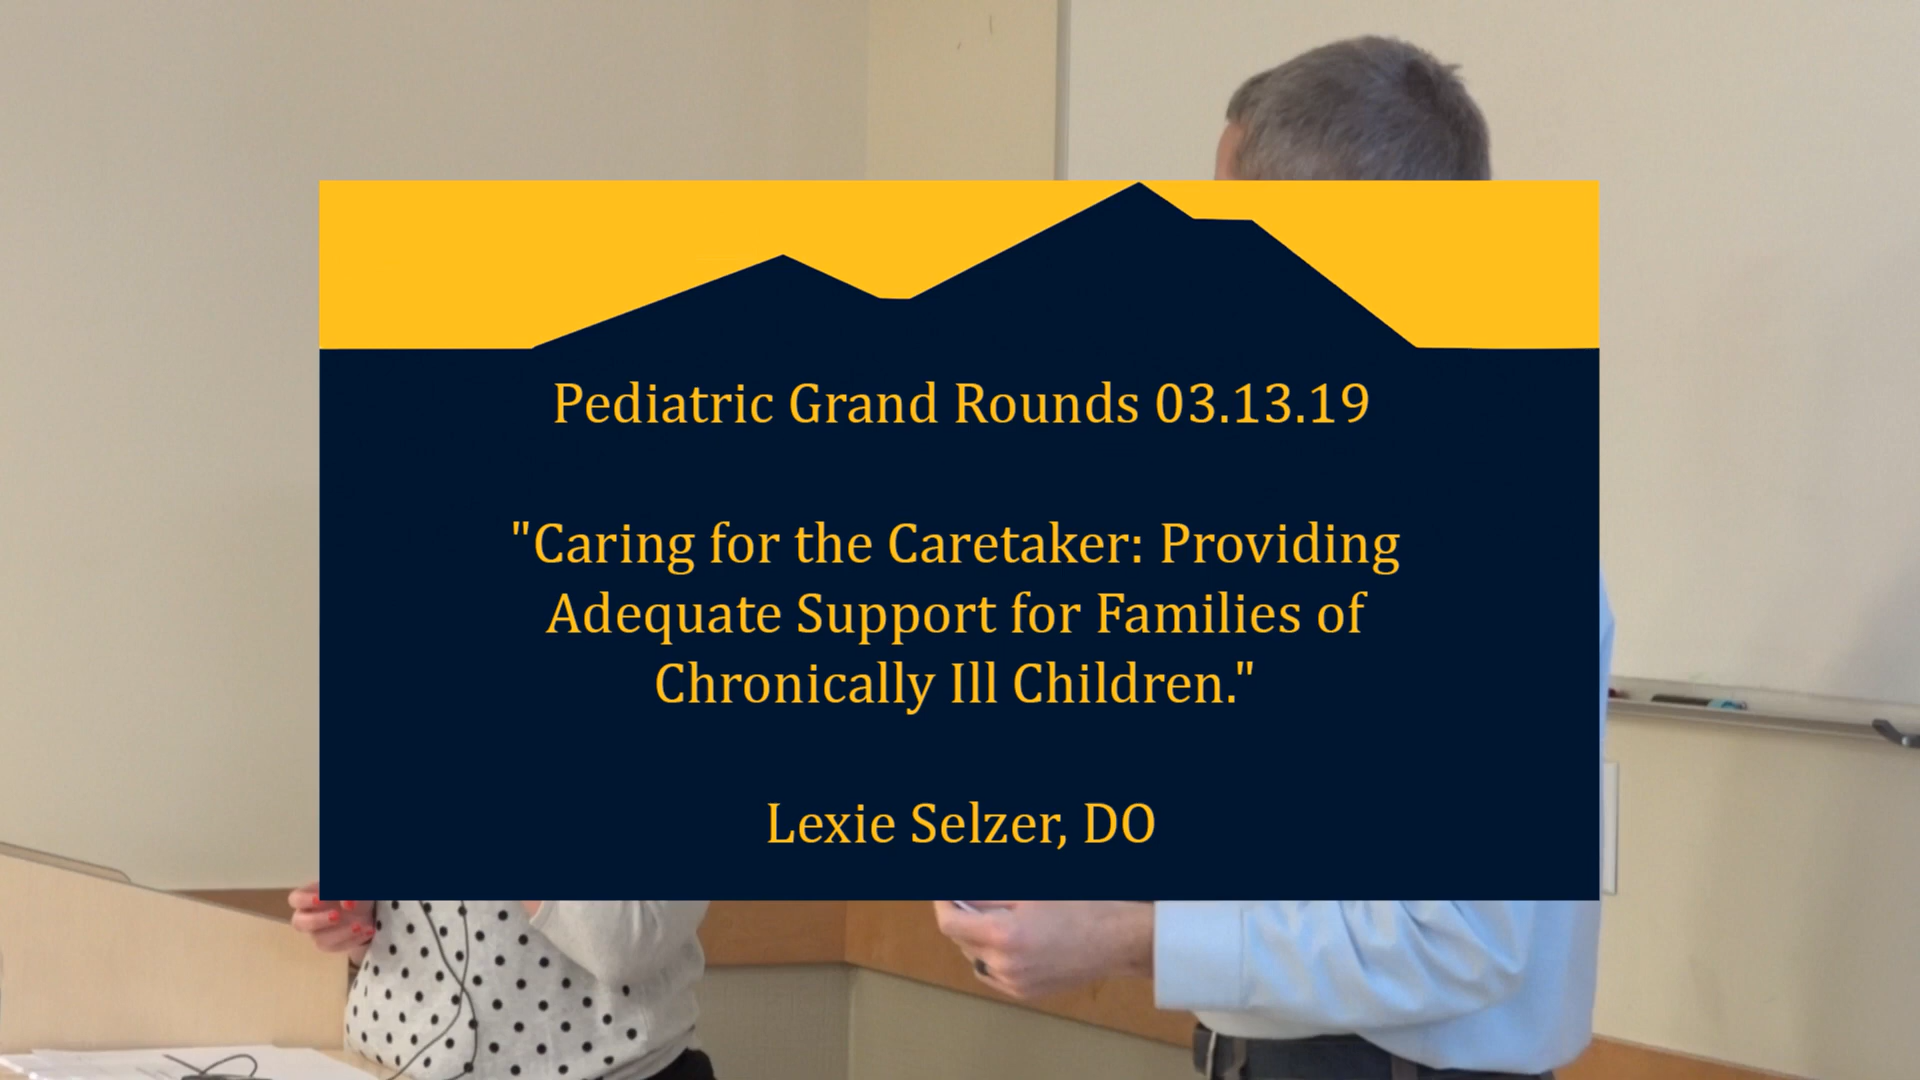 Pediatric Grand Rounds 03.13.19
"Caring for the Caretaker: Providing
Adequate Support for Families of
Chronically Ill Children."
Lexie Selzer, DO